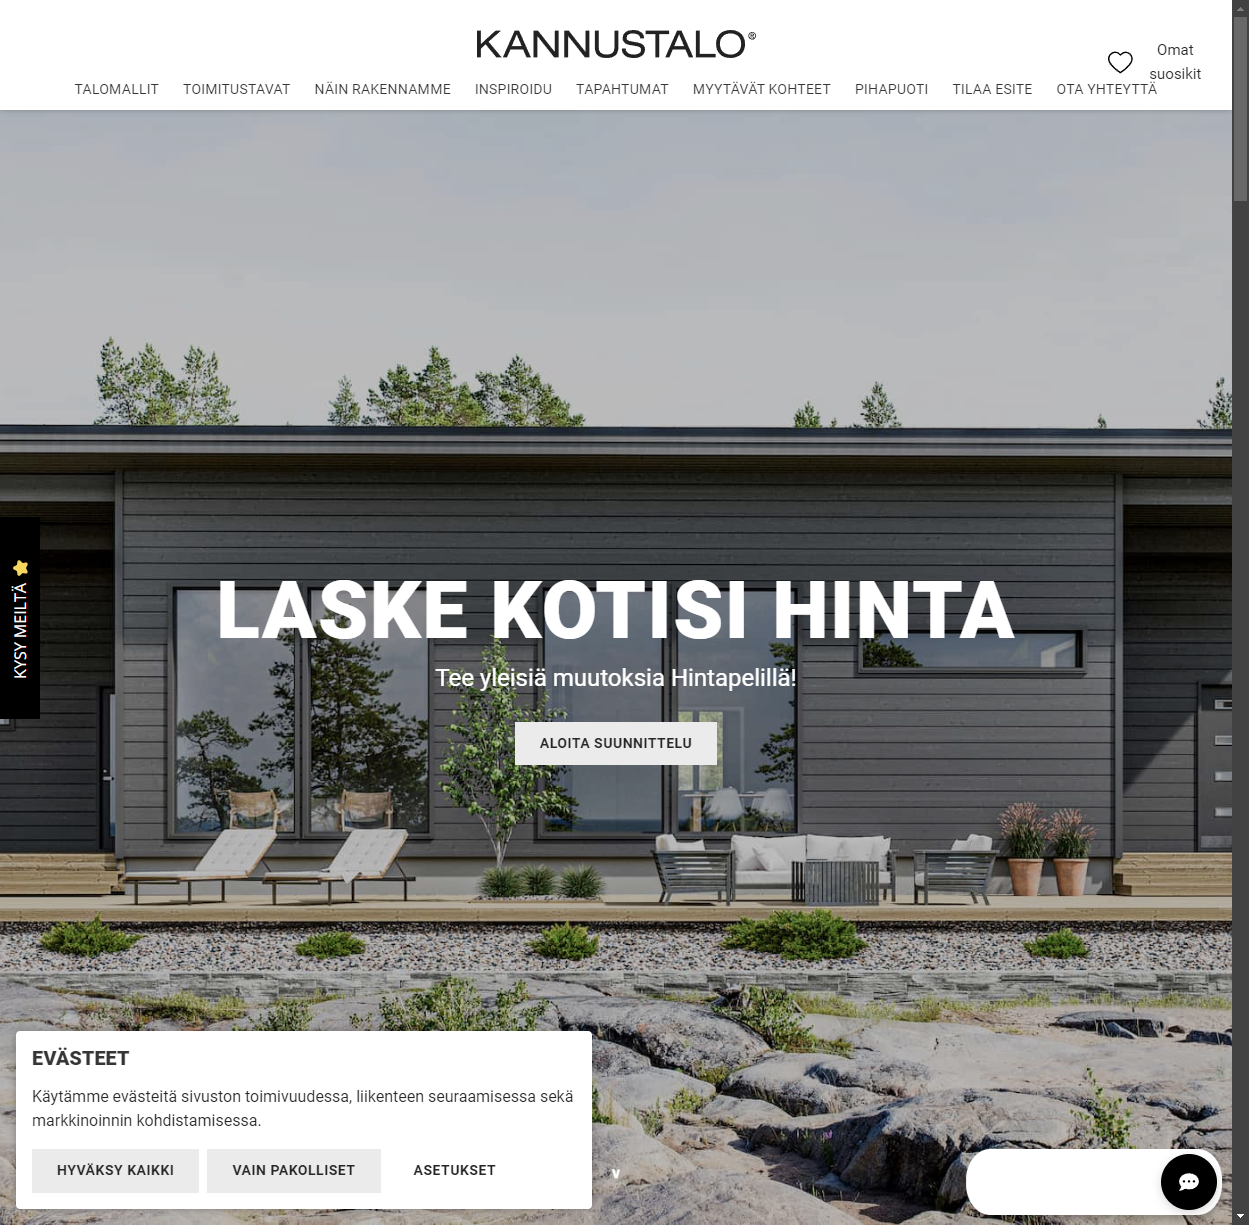 KANNUSTALO®
Omat
suosikit
TALOMALLIT TOIMITUSTAVAT NÄIN RAKENNAMME INSPIROIDU TAPAHTUMAT MYYTÄVÄT KOHTEET PIHAPUOTI TILAA ESITE OTA YHTEYTTÄ
KYSY MEILTÄ
LASKE KOTISI HINTA
Tee yleisiä muutoksia Hintapelillä!
ALOITA SUUNNITTELU
EVÄSTEET
Käytämme evästeitä sivuston toimivuudessa, liikenteen seuraamisessa sekä
markkinoinnin kohdistamisessa.
HYVÄKSY KAIKKI VAIN PAKOLLISET ASETUKSET